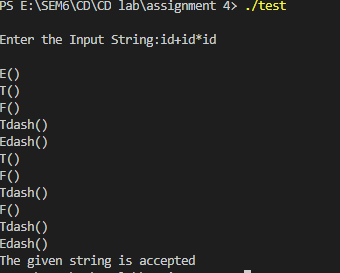 PS E:\SEM6\CD\CD lab\assignment 4> ./test
Enter the Input String:id+id*id
E()
T()
F()
Tdash()
Edash()
T()
F()
Tdash()
F()
Tdash()
Edash()
The given string is accepted